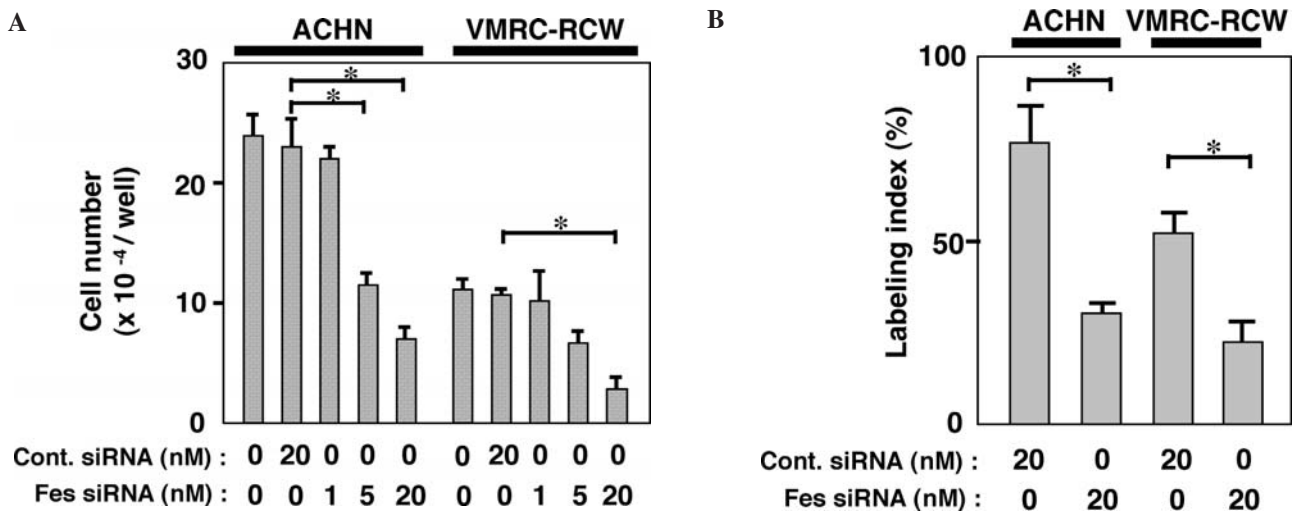 A
ACHN VMRC-RCW
30
20
10
0
Cell number
(x 10 -4 / well)
* * *
Cont. siRNA (nM) : 0 20 0 0 0 0 20 0 0 0
Fes siRNA (nM) : 0 0 1 5 20 0 0 1 5 20
B
ACHN VMRC-RCW
100
50
0
Labeling index (%)
* *
Cont. siRNA (nM) : 20 0 20 0
Fes siRNA (nM) : 0 20 0 20